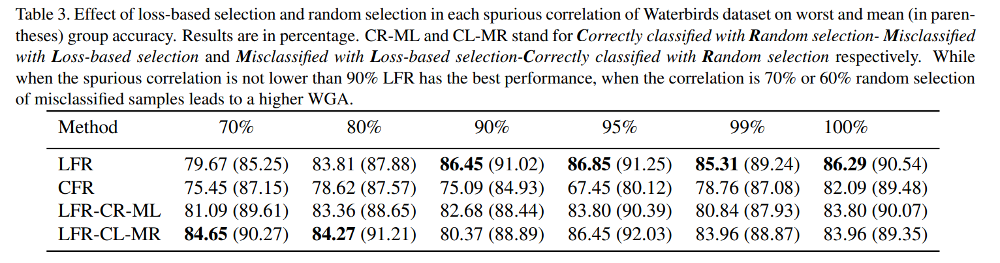 Table 3. Effect of loss-based selection and random selection in each spurious correlation of Waterbirds dataset on worst and mean (in paren-
theses) group accuracy. Results are in percentage. CR-ML and CL-MR stand for Correctly classified with Random selection- Misclassified
with Loss-based selection and Misclassified with Loss-based selection-Correctly classified with Random selection respectively. While
when the spurious correlation is not lower than 90% LFR has the best performance, when the correlation is 70% or 60% random selection
of misclassified samples leads to a higher WGA.
Method 70% 80% 90% 95% 99% 100%
LFR 79.67 (85.25) 83.81 (87.88) 86.45 (91.02) 86.85 (91.25) 85.31 (89.24) 86.29 (90.54)
CFR 75.45 (87.15) 78.62 (87.57) 75.09 (84.93) 67.45 (80.12) 78.76 (87.08) 82.09 (89.48)
LFR-CR-ML 81.09 (89.61) 83.36 (88.65) 82.68 (88.44) 83.80 (90.39) 80.84 (87.93) 83.80 (90.07)
LFR-CL-MR 84.65 (90.27) 84.27 (91.21) 80.37 (88.89) 86.45 (92.03) 83.96 (88.87) 83.96 (89.35)